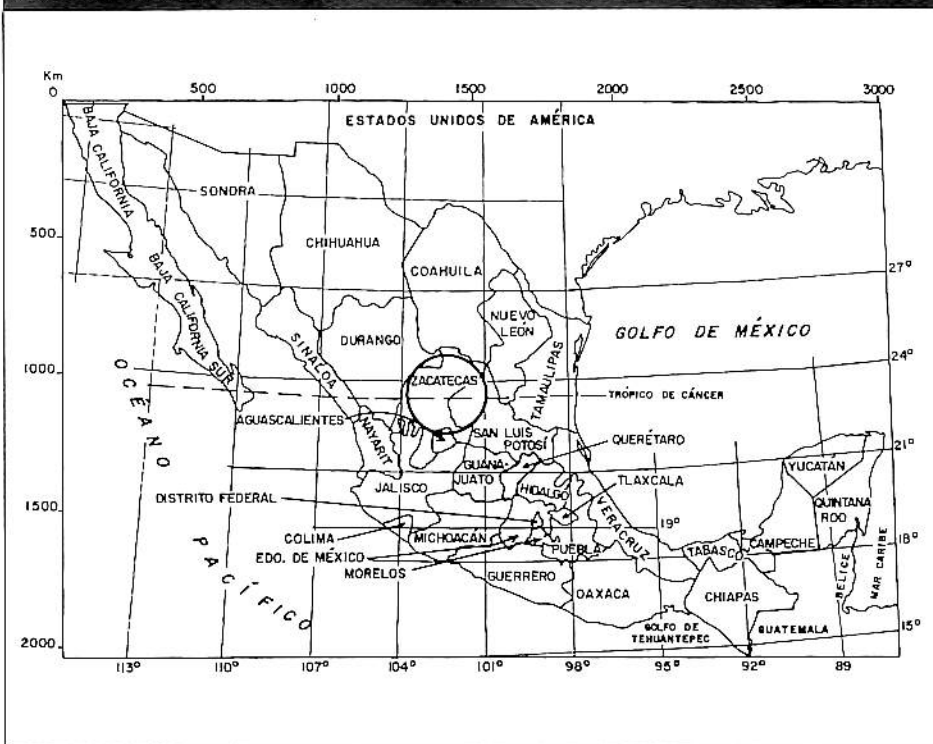 Km
0 500 1000 1500 2000 2500 3000
ESTADOS UNIDOS DE AMÉRICA
BAJA CALIFORNIA
SONORA
CHIHUAHUA
500
COAHUILA
27°
BAJA CALIFORNIA SUR
NUEVO
LEÓN
GOLFO DE MÉXICO
DURANGO
SINALOA
TAMAULIPAS
24°
1000
ZACATECAS
TRÓPICO DE CÁNCER
OCÉANO
PACÍFICO
AGUASCALIENTES
NAYARIT
SAN LUIS
POTOSÍ
QUERÉTARO
21°
GUANA-
JUATO
HIDALGO
TLAXCALA
YUCATÁN
JALISCO
DISTRITO FEDERAL
VERACRUZ
QUINTANA
ROO
1500
19°
COLIMA
MICHOACÁN
CAMPECHE
18°
EDO. DE MÉXICO
PUEBLA
TABASCO
BELICE
MAR CARIBE
MORELOS
GUERRERO
OAXACA
CHIAPAS
GOLFO DE
TEHUANTEPEC
GUATEMALA
15°
2000
113° 110° 107° 104° 101° 98° 95° 92° 89